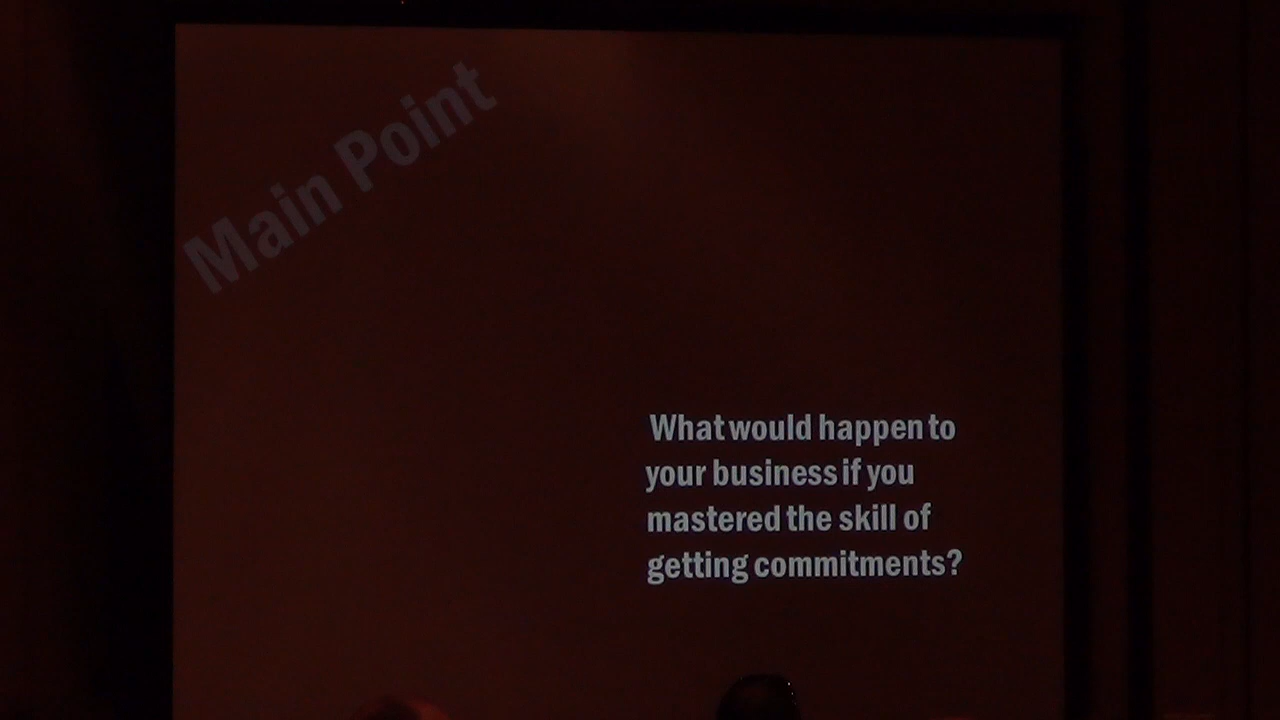 Main Point
What would happen to
your business if you
mastered the skill of
getting commitments?